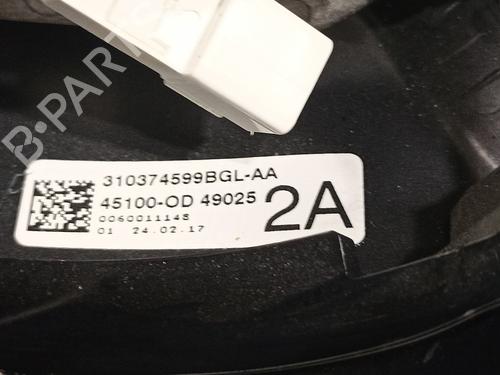 B-PARTS
310374599BGL-AA
45100-OD 49025
2A
0060011148
01 24.02.17